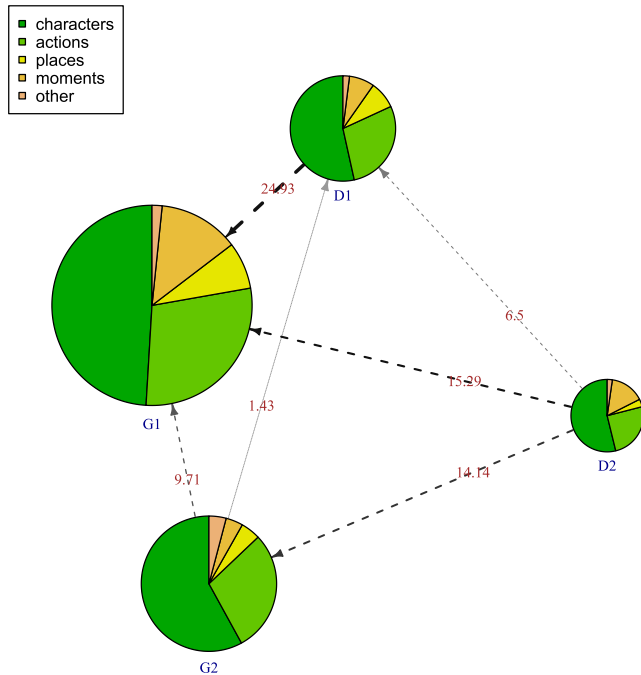 characters
actions
places
moments
other
24.93
D1
6.5
15.29
G1
1.43
D2
9.71
14.14
G2